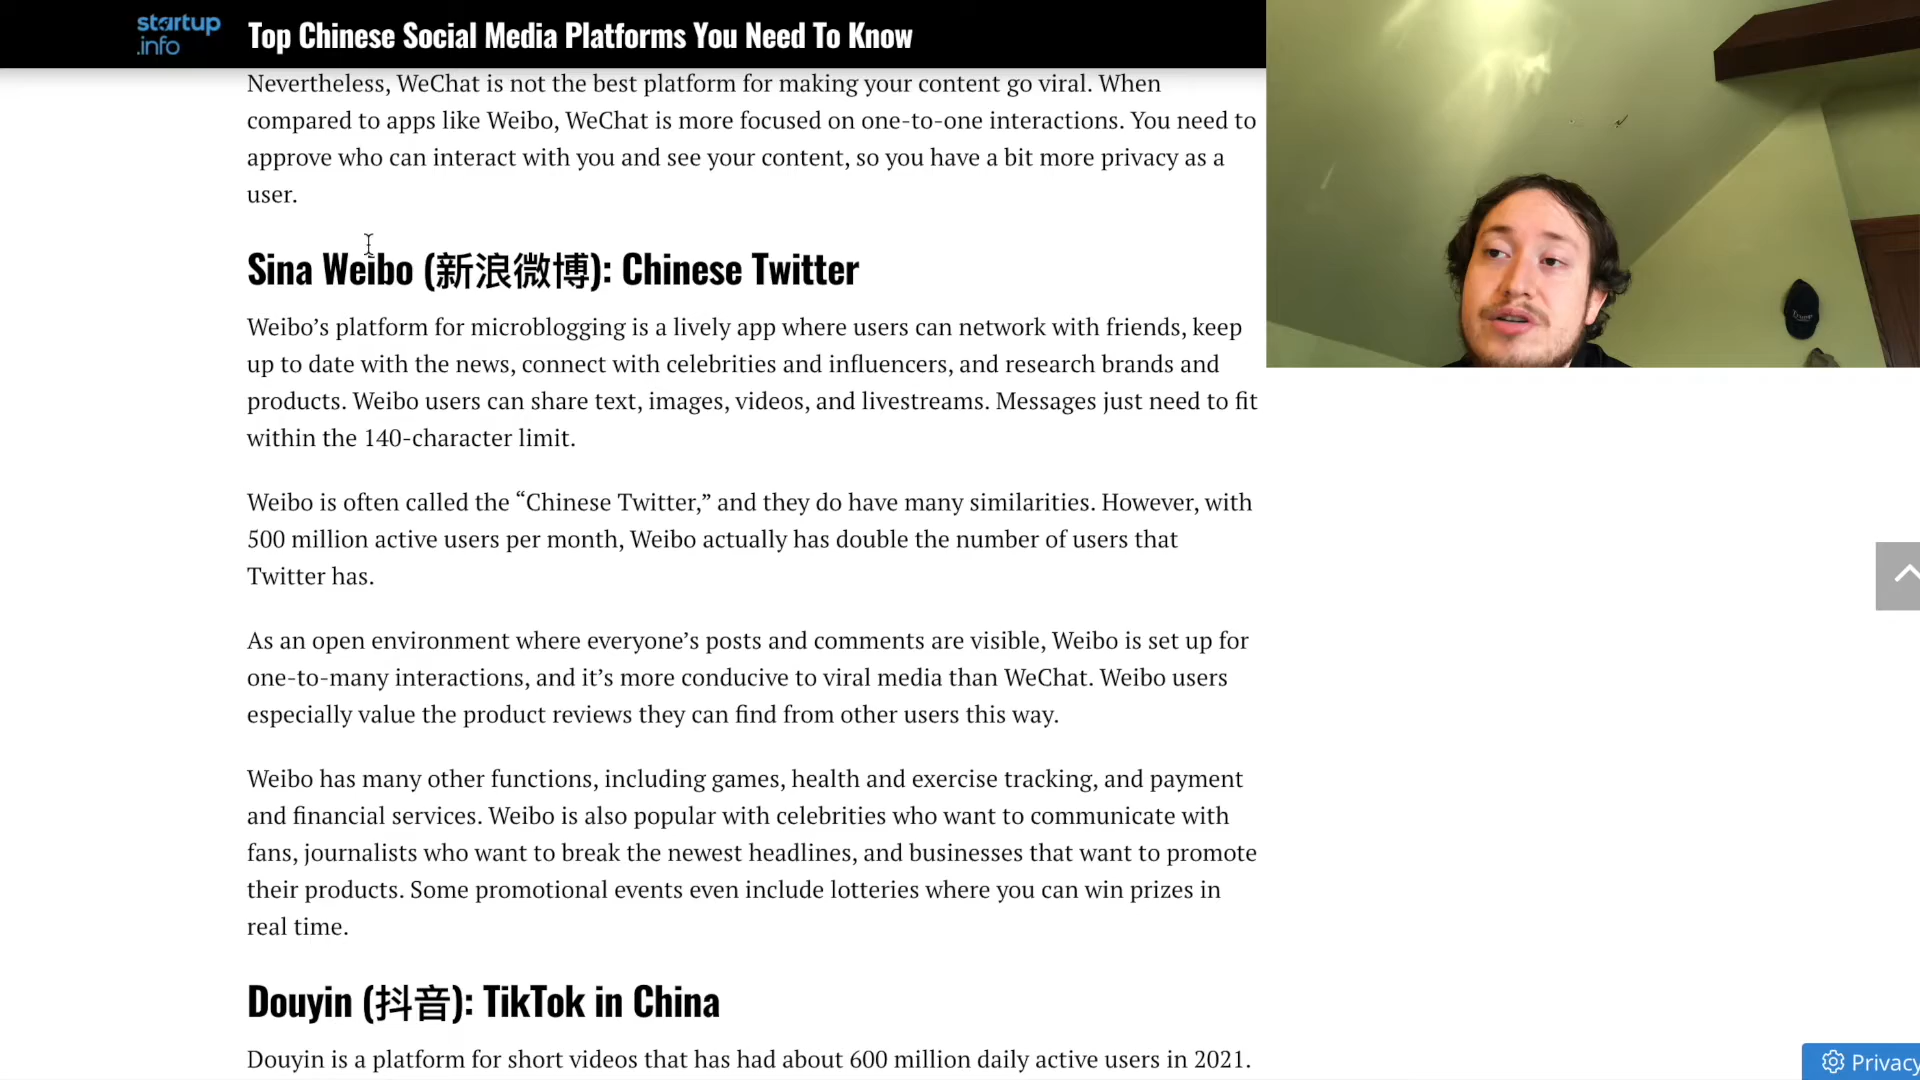 startup
.info
Top Chinese Social Media Platforms You Need To Know
Nevertheless, WeChat is not the best platform for making your content go viral. When
compared to apps like Weibo, WeChat is more focused on one-to-one interactions. You need to
approve who can interact with you and see your content, so you have a bit more privacy as a
user.
Sina Weibo (新浪微博): Chinese Twitter
Weibo’s platform for microblogging is a lively app where users can network with friends, keep
up to date with the news, connect with celebrities and influencers, and research brands and
products. Weibo users can share text, images, videos, and livestreams. Messages just need to fit
within the 140-character limit.
Weibo is often called the “Chinese Twitter,” and they do have many similarities. However, with
500 million active users per month, Weibo actually has double the number of users that
Twitter has.
As an open environment where everyone’s posts and comments are visible, Weibo is set up for
one-to-many interactions, and it’s more conducive to viral media than WeChat. Weibo users
especially value the product reviews they can find from other users this way.
Weibo has many other functions, including games, health and exercise tracking, and payment
and financial services. Weibo is also popular with celebrities who want to communicate with
fans, journalists who want to break the newest headlines, and businesses that want to promote
their products. Some promotional events even include lotteries where you can win prizes in
real time.
Douyin (抖音): TikTok in China
Douyin is a platform for short videos that has had about 600 million daily active users in 2021.
Privacy